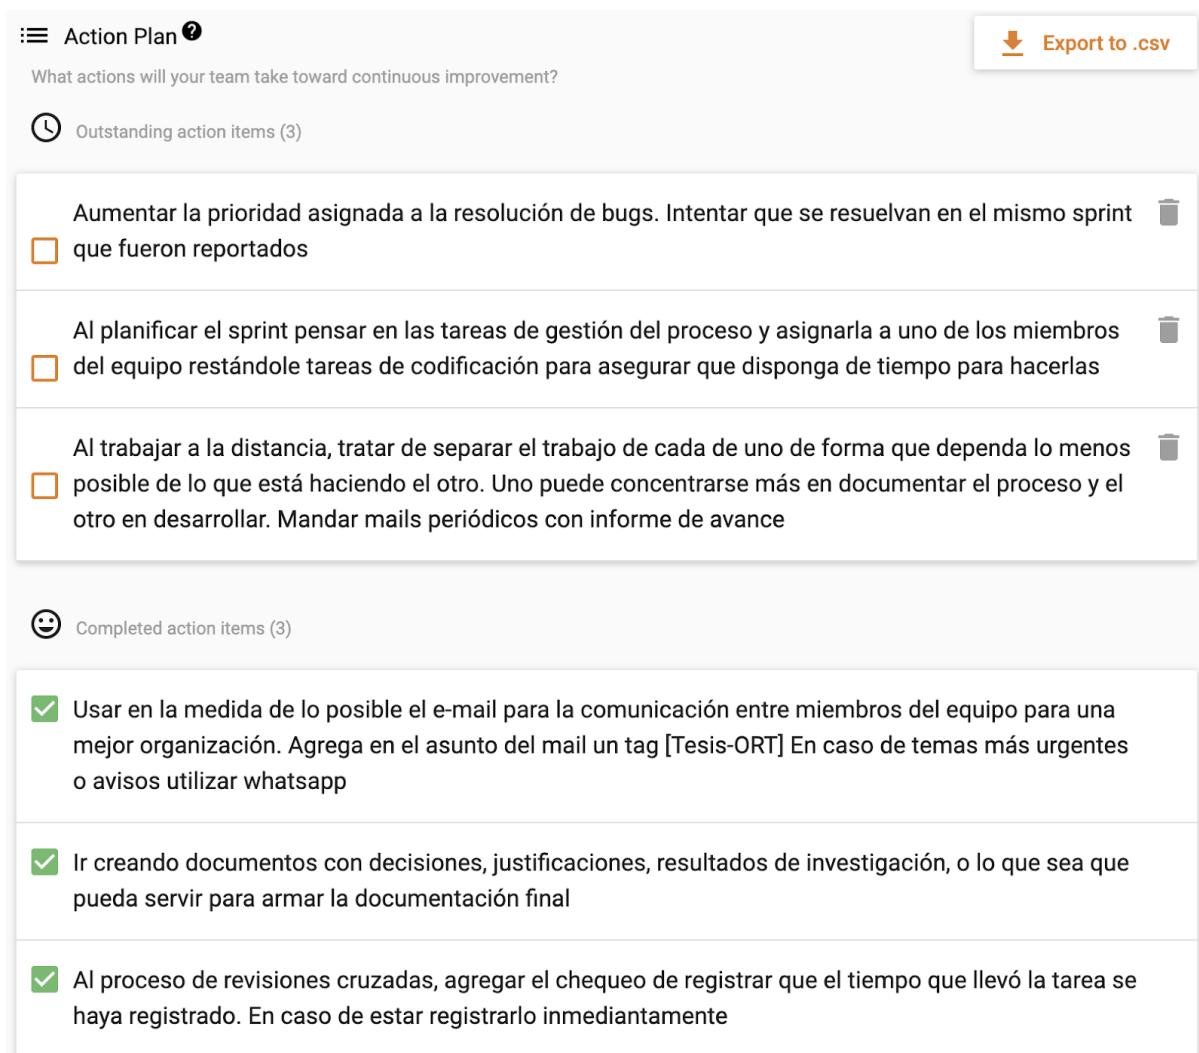 Action Plan
Export to .csv
What actions will your team take toward continuous improvement?
Outstanding action items (3)
Aumentar la prioridad asignada a la resolución de bugs. Intentar que se resuelvan en el mismo sprint
que fueron reportados
Al planificar el sprint pensar en las tareas de gestión del proceso y asignarla a uno de los miembros
del equipo restándole tareas de codificación para asegurar que disponga de tiempo para hacerlas
Al trabajar a la distancia, tratar de separar el trabajo de cada de uno de forma que dependa lo menos
posible de lo que está haciendo el otro. Uno puede concentrarse más en documentar el proceso y el
otro en desarrollar. Mandar mails periódicos con informe de avance
Completed action items (3)
Usar en la medida de lo posible el e-mail para la comunicación entre miembros del equipo para una
mejor organización. Agrega en el asunto del mail un tag [Tesis-ORT] En caso de temas más urgentes
o avisos utilizar whatsapp
Ir creando documentos con decisiones, justificaciones, resultados de investigación, o lo que sea que
pueda servir para armar la documentación final
Al proceso de revisiones cruzadas, agregar el chequeo de registrar que el tiempo que llevó la tarea se
haya registrado. En caso de estar registrarlo inmediantamente